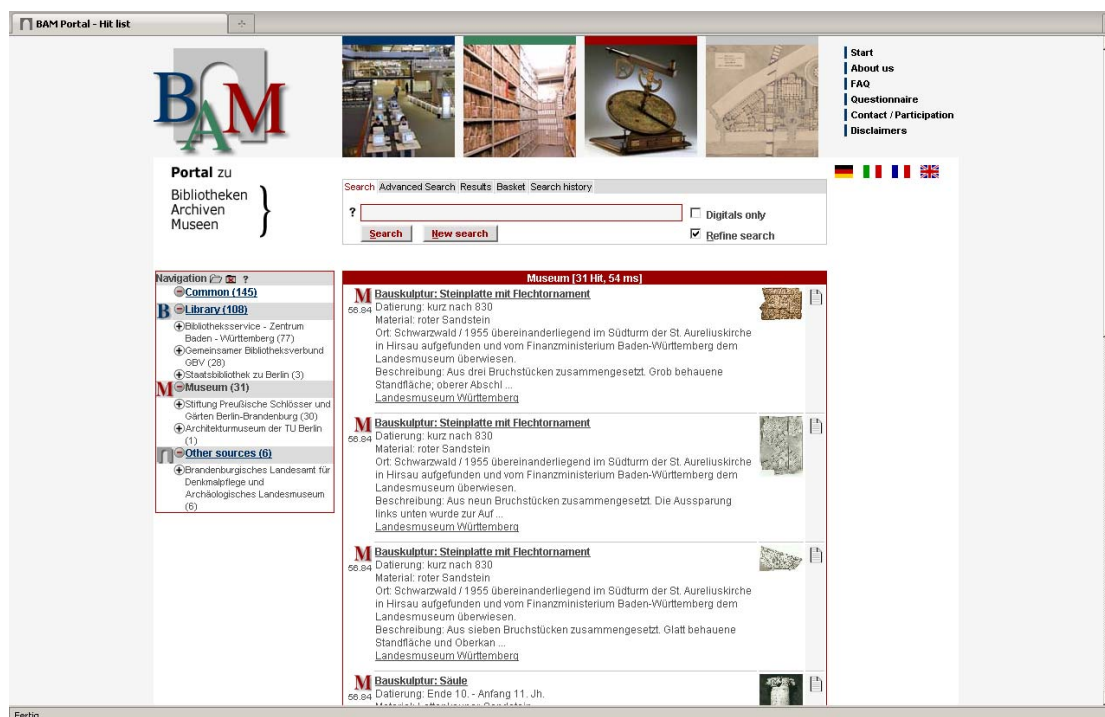 BAM Portal - Hit list
BAM
Start
About us
FAQ
Questionnaire
Contact / Participation
Disclaimers
Portal zu
Bibliotheken
Archiven
Museen
Search Advanced Search Results Basket Search history
?
Digitals only
Search New search
Refine search
Navigation ?
Common (145)
B Library (108)
Bibliotheksservice - Zentrum
Baden - Württemberg (77)
Gemeinsamer Bibliotheksverbund
GBV (28)
Staatsbibliothek zu Berlin (3)
M Museum (31)
Stiftung Preußische Schlösser und
Gärten Berlin-Brandenburg (30)
Architekturmuseum der TU Berlin
(1)
Other sources (6)
Brandenburgisches Landesamt für
Denkmalpflege und
Archäologisches Landesmuseum
(6)
Museum [31 Hit, 54 ms]
M Bauskulptur: Steinplatte mit Flechtornament
56.84 Datierung: kurz nach 830
Material: roter Sandstein
Ort: Schwarzwald / 1955 übereinanderliegend im Südturm der St. Aureliuskirche
in Hirsau aufgefunden und vom Finanzministerium Baden-Württemberg dem
Landesmuseum überwiesen.
Beschreibung: Aus drei Bruchstücken zusammengesetzt. Grob behauene
Standfläche; oberer Abschl ...
Landesmuseum Württemberg
M Bauskulptur: Steinplatte mit Flechtornament
56.84 Datierung: kurz nach 830
Material: roter Sandstein
Ort: Schwarzwald / 1955 übereinanderliegend im Südturm der St. Aureliuskirche
in Hirsau aufgefunden und vom Finanzministerium Baden-Württemberg dem
Landesmuseum überwiesen.
Beschreibung: Aus neun Bruchstücken zusammengesetzt. Die Aussparung
links unten wurde zur Auf ...
Landesmuseum Württemberg
M Bauskulptur: Steinplatte mit Flechtornament
56.84 Datierung: kurz nach 830
Material: roter Sandstein
Ort: Schwarzwald / 1955 übereinanderliegend im Südturm der St. Aureliuskirche
in Hirsau aufgefunden und vom Finanzministerium Baden-Württemberg dem
Landesmuseum überwiesen.
Beschreibung: Aus sieben Bruchstücken zusammengesetzt. Glatt behauene
Standfläche und Oberkan ...
Landesmuseum Württemberg
M Bauskulptur: Säule
56.84 Datierung: Ende 10. - Anfang 11. Jh.
Fertig